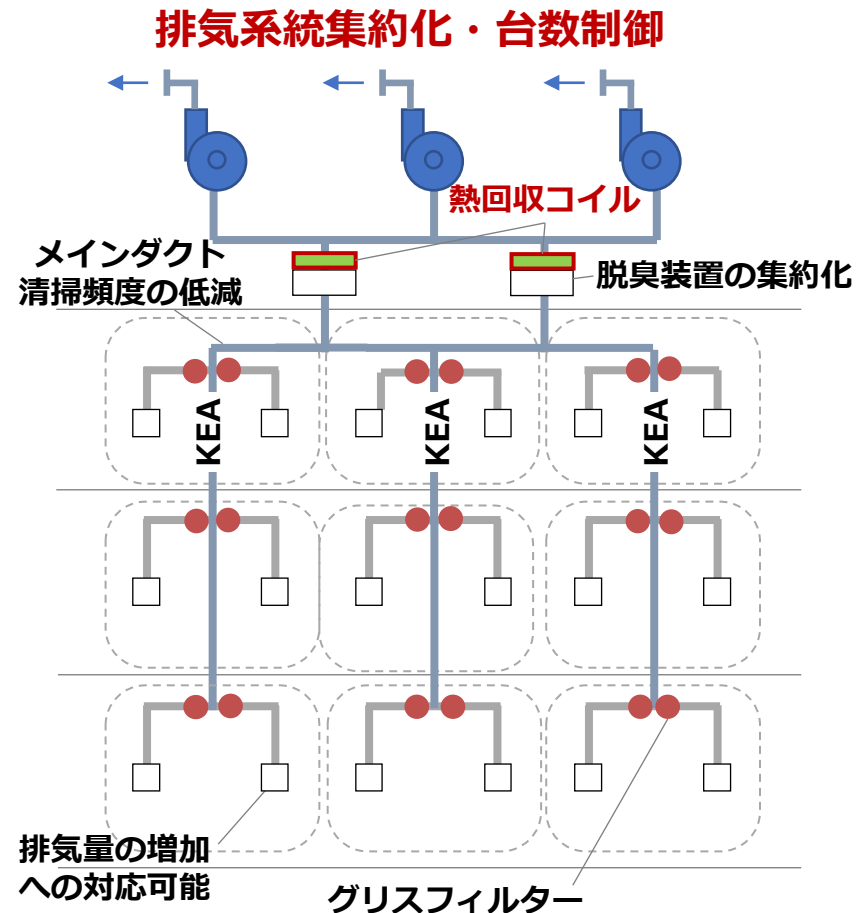 排気系統集約化・台数制御
熱回収コイル
メインダクト
清掃頻度の低減
脱臭装置の集約化
KEA
KEA
KEA
排気量の増加
への対応可能
グリスフィルター